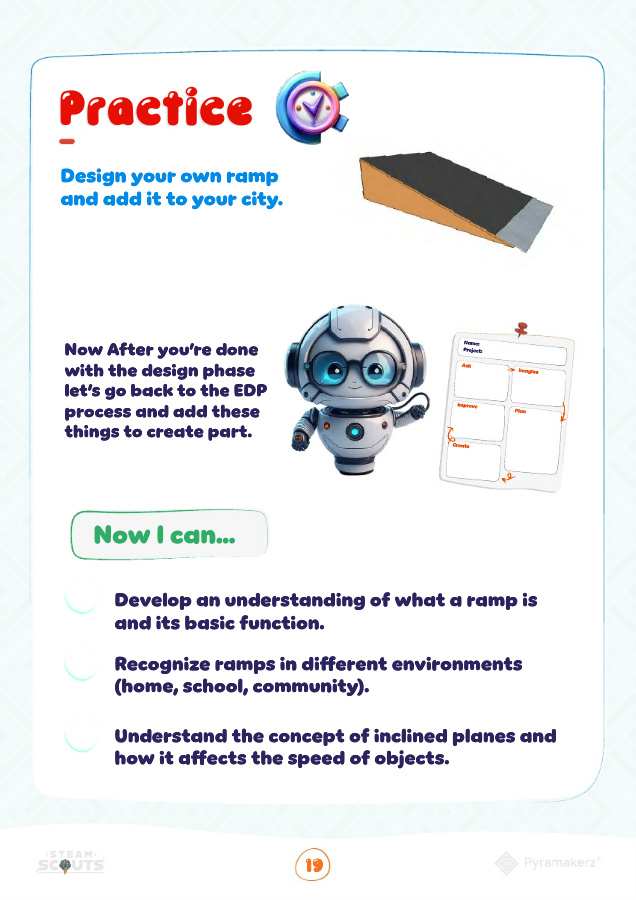 Practice
Design your own ramp
and add it to your city.
Now After you're done
with the design phase
let's go back to the EDP
process and add these
things to create part.
Name:
Project:
Ask
Imagine
Improve
Plan
Create
Now I can...
Develop an understanding of what a ramp is
and its basic function.
Recognize ramps in different environments
(home, school, community).
Understand the concept of inclined planes and
how it affects the speed of objects.
STEAM
SCOUTS
19
Pyramakerz